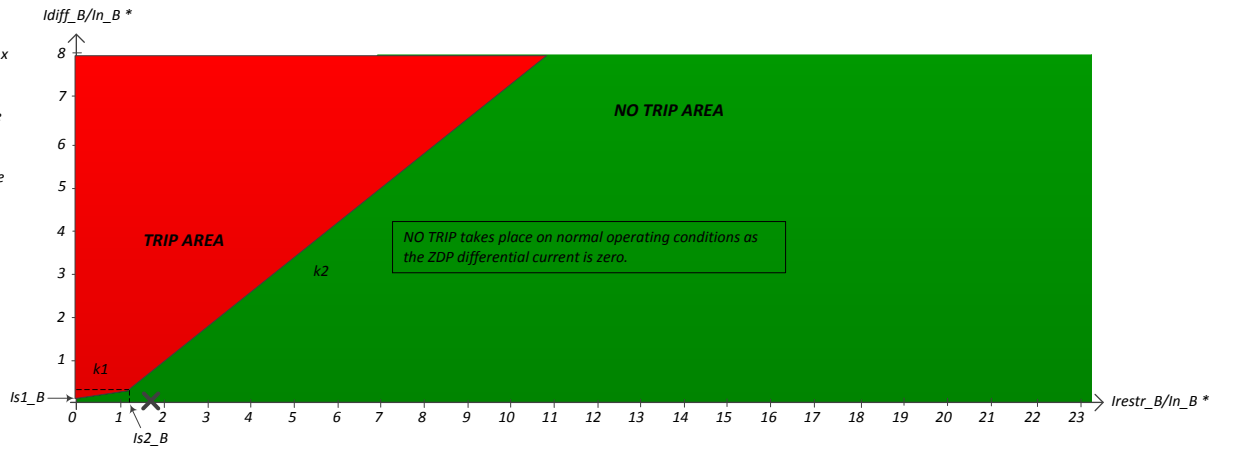 Idiff_B/In_B *
x
8
7
6
e
5
4
3
2
1
NO TRIP AREA
TRIP AREA
NO TRIP takes place on normal operating conditions as
the ZDP differential current is zero.
k2
k1
Is1_B
0 1 2 3 4 5 6 7 8 9 10 11 12 13 14 15 16 17 18 19 20 21 22 23
Irestr_B/In_B *
Is2_B